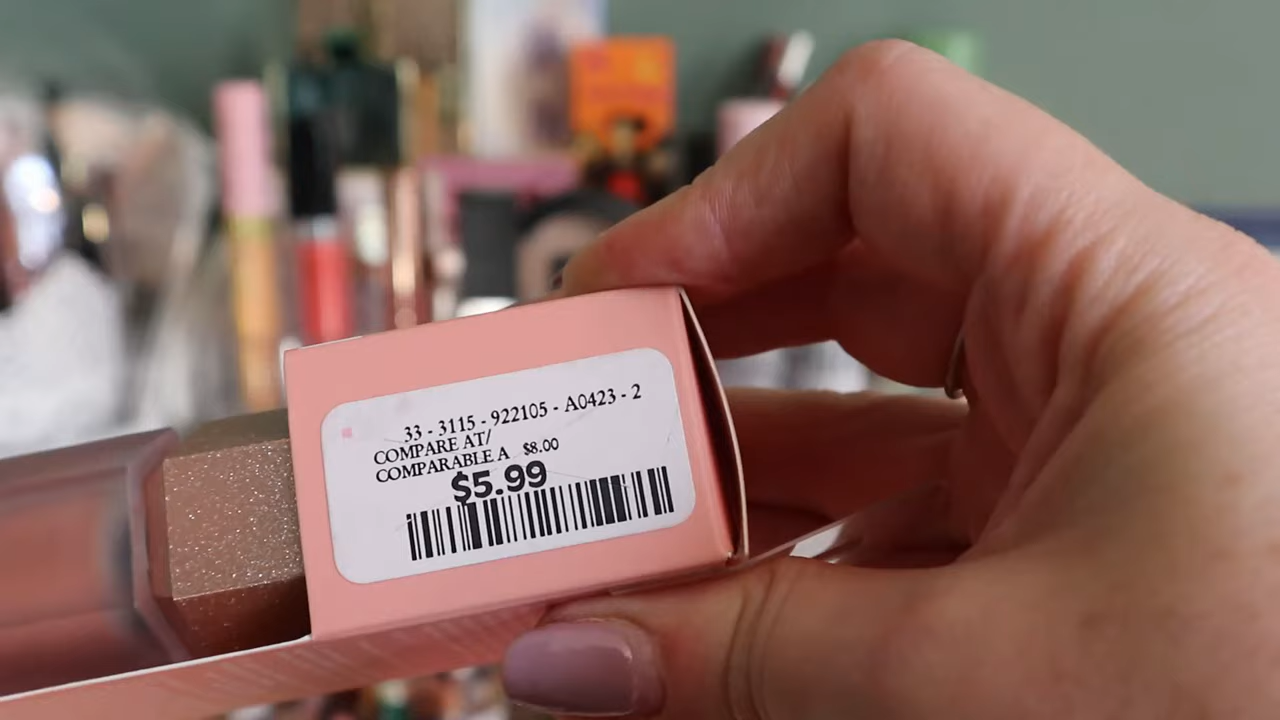 33 - 3115 - 922105 - A0423 - 2
COMPARE AT/
COMPARABLE A $8.00
$5.99